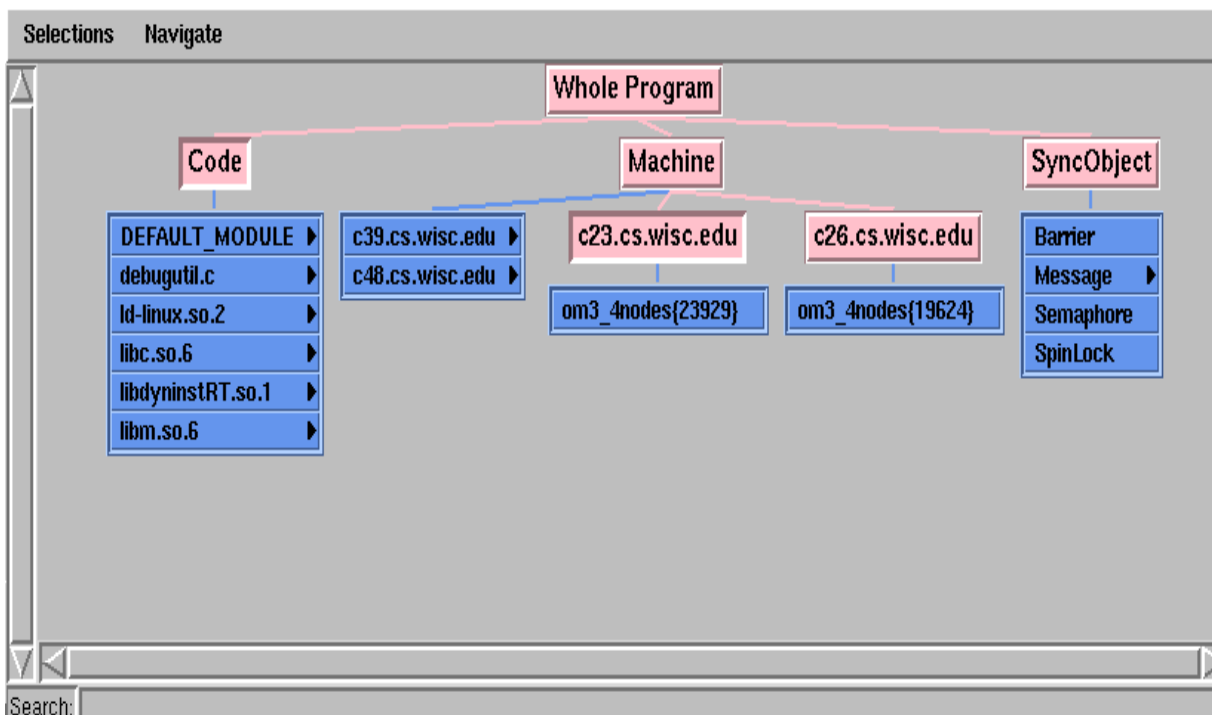 Selections Navigate
Whole Program
Code Machine SyncObject
DEFAULT_MODULE
debugutil.c
ld-linux.so.2
libc.so.6
libdyninstRT.so.1
libm.so.6
c39.cs.wisc.edu
c48.cs.wisc.edu
c23.cs.wisc.edu
om3_4nodes{23929}
c26.cs.wisc.edu
om3_4nodes{19624}
Barrier
Message
Semaphore
SpinLock
Search: